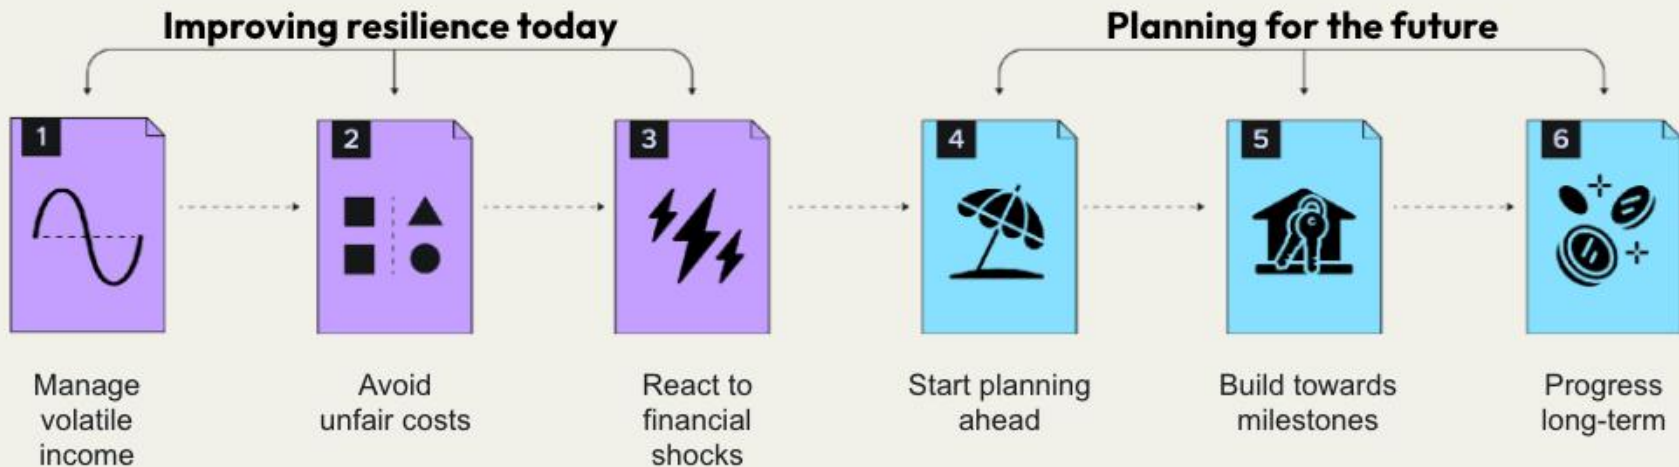 Improving resilience today
Planning for the future
1
2
3
4
5
6
Manage
volatile
income
Avoid
unfair costs
React to
financial
shocks
Start planning
ahead
Build towards
milestones
Progress
long-term